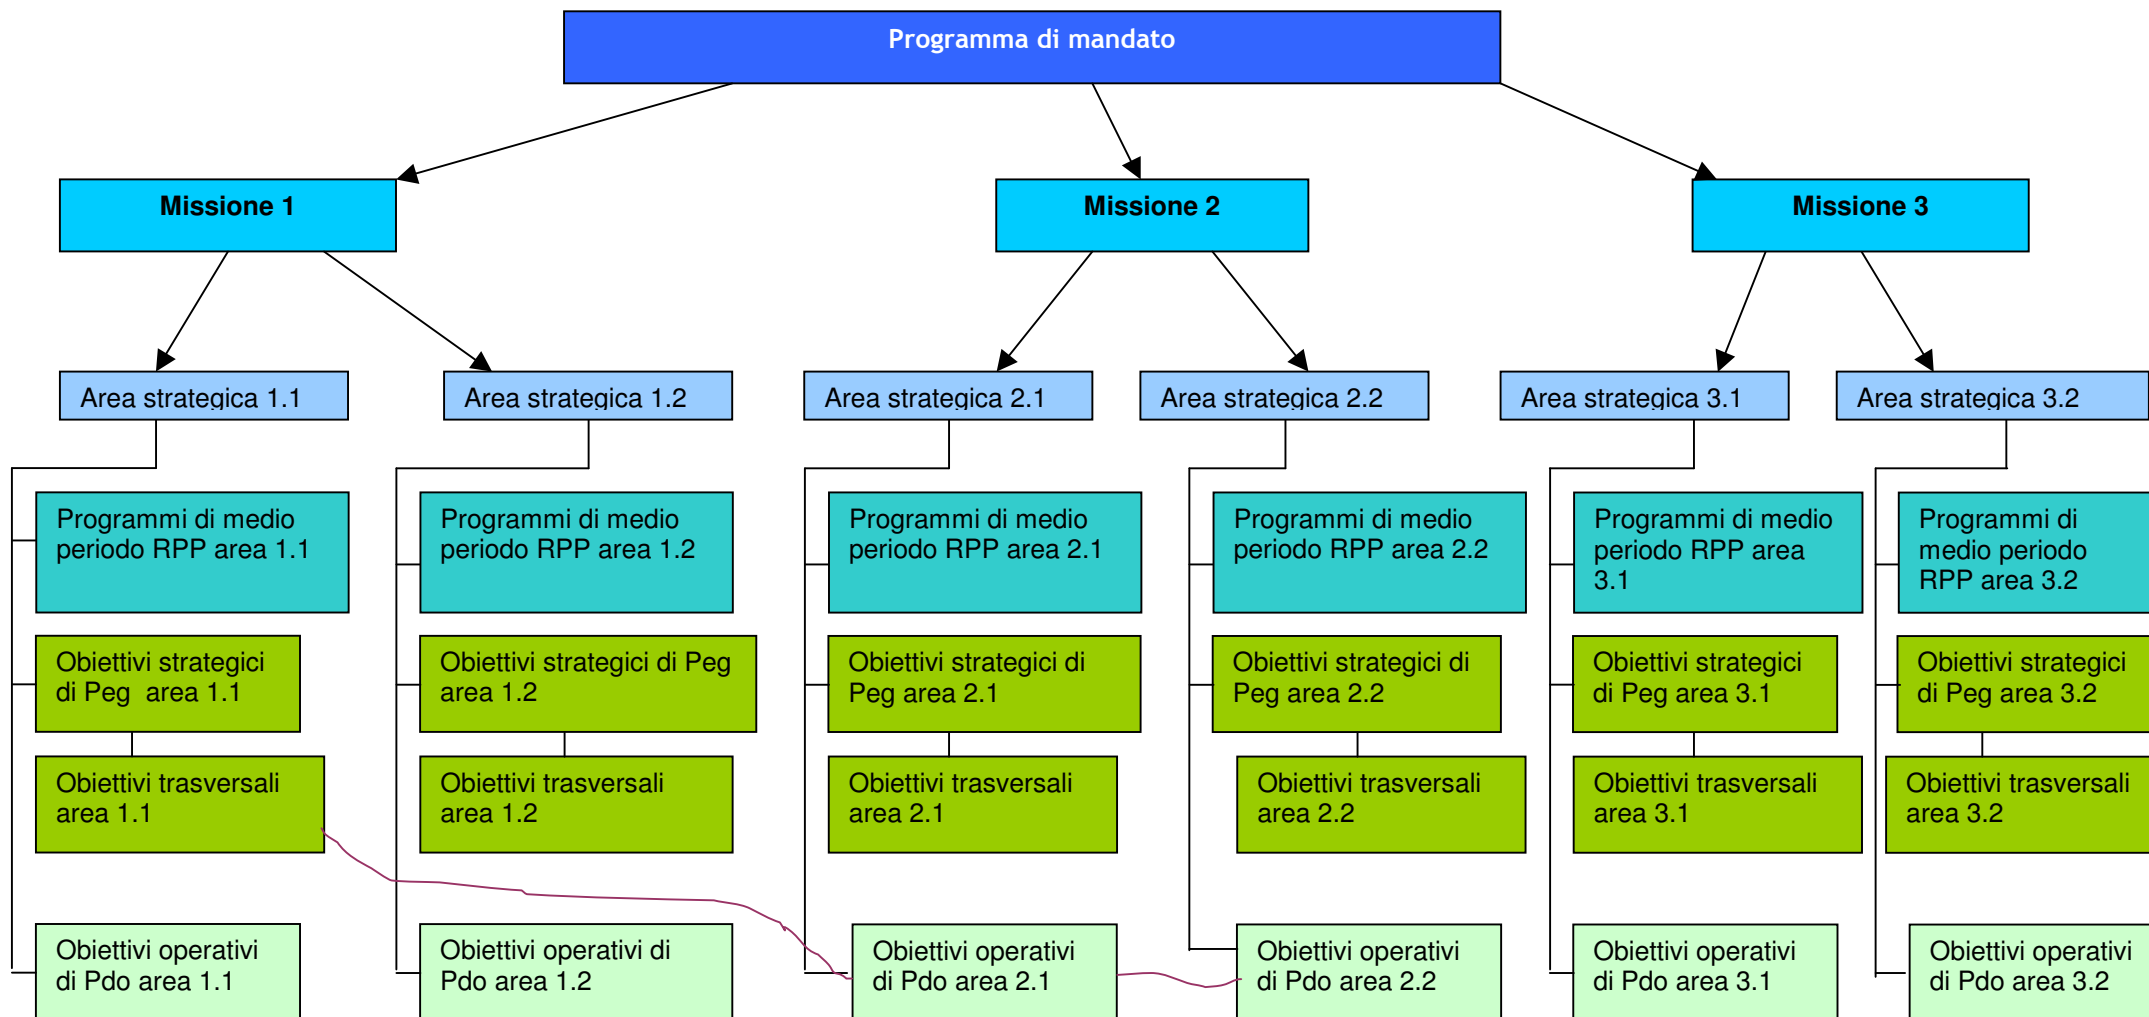 Programma di mandato
Missione 1
Missione 2
Missione 3
Area strategica 1.1
Area strategica 1.2
Area strategica 2.1
Area strategica 2.2
Area strategica 3.1
Area strategica 3.2
Programmi di medio
periodo RPP area 1.1
Programmi di medio
periodo RPP area 1.2
Programmi di medio
periodo RPP area 2.1
Programmi di medio
periodo RPP area 2.2
Programmi di medio
periodo RPP area
3.1
Programmi di
medio periodo
RPP area 3.2
Obiettivi strategici
di Peg  area 1.1
Obiettivi strategici di Peg
area 1.2
Obiettivi strategici di
Peg area 2.1
Obiettivi strategici di
Peg area 2.2
Obiettivi strategici
di Peg area 3.1
Obiettivi strategici
di Peg area 3.2
Obiettivi trasversali
area 1.1
Obiettivi trasversali
area 1.2
Obiettivi trasversali
area 2.1
Obiettivi trasversali
area 2.2
Obiettivi trasversali
area 3.1
Obiettivi trasversali
area 3.2
Obiettivi operativi
di Pdo area 1.1
Obiettivi operativi di
Pdo area 1.2
Obiettivi operativi
di Pdo area 2.1
Obiettivi operativi
di Pdo area 2.2
Obiettivi operativi
di Pdo area 3.1
Obiettivi operativi
di Pdo area 3.2